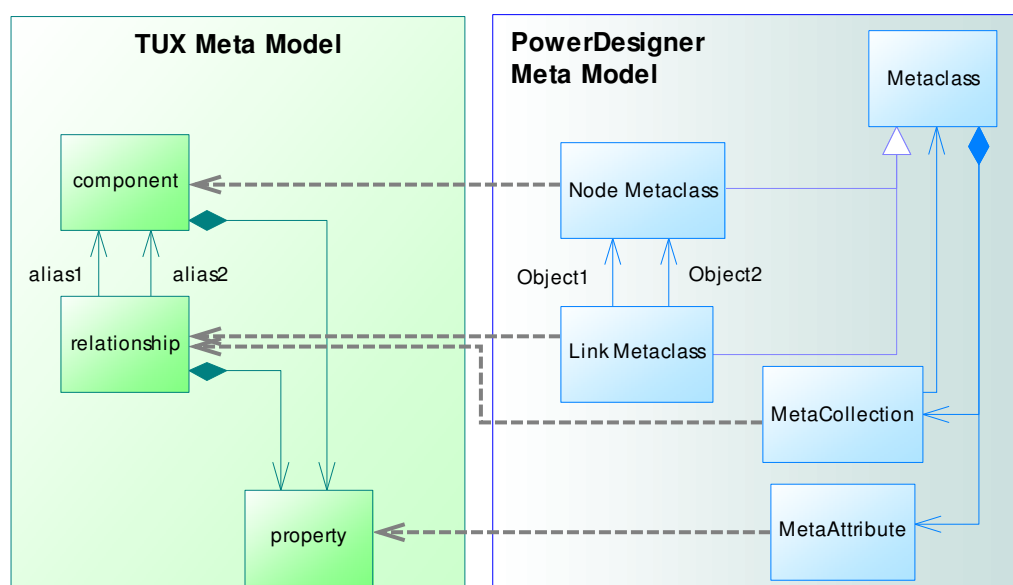 TUX Meta Model
component
alias1
alias2
relationship
property
PowerDesigner
Meta Model
Metaclass
Node Metaclass
Object1
Object2
Link Metaclass
MetaCollection
MetaAttribute